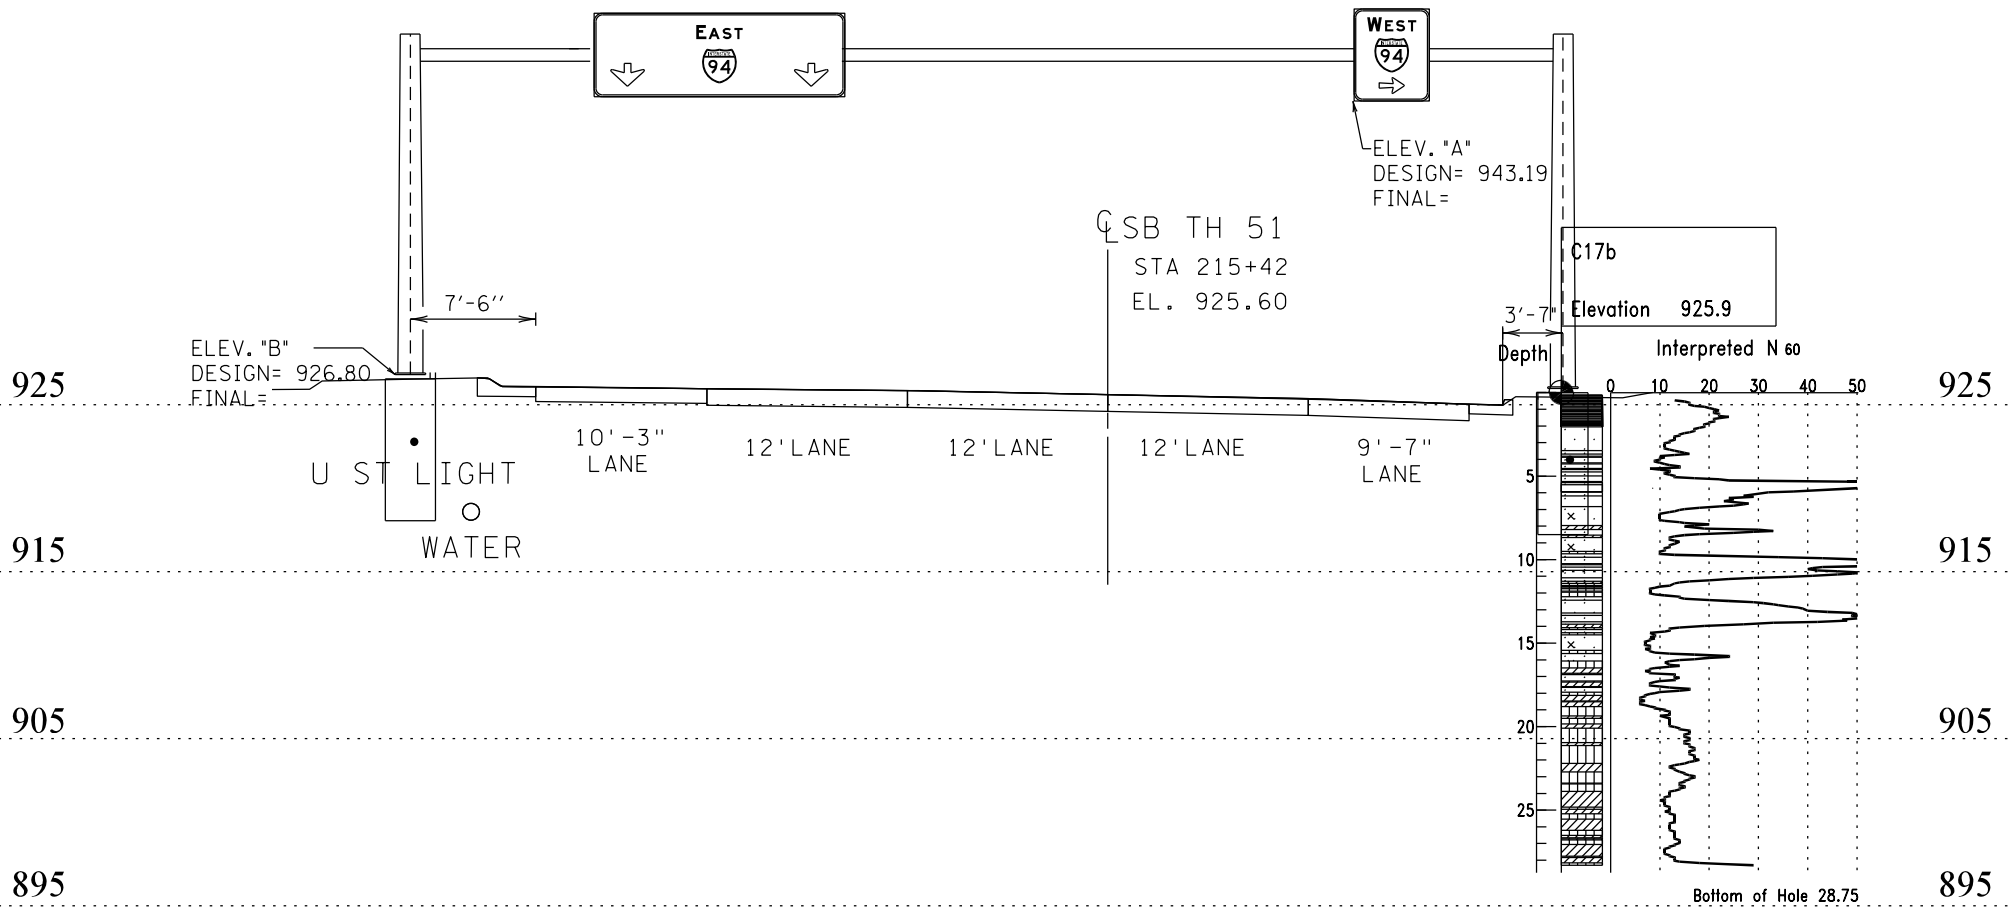 EAST
94
WEST
94
ELEV. "A"
DESIGN= 943.19
FINAL=
℄ SB TH 51
STA 215+42
EL. 925.60
C17b
Elevation 925.9
7'-6''
3'-7"
ELEV. "B"
DESIGN= 926.80
FINAL=
Depth
Interpreted N 60
0 10 20 30 40 50
925
925
10'-3"
LANE
12'LANE
12'LANE
12'LANE
9'-7"
LANE
U ST LIGHT
WATER
5
10
15
20
25
915
915
905
905
895
895
Bottom of Hole 28.75